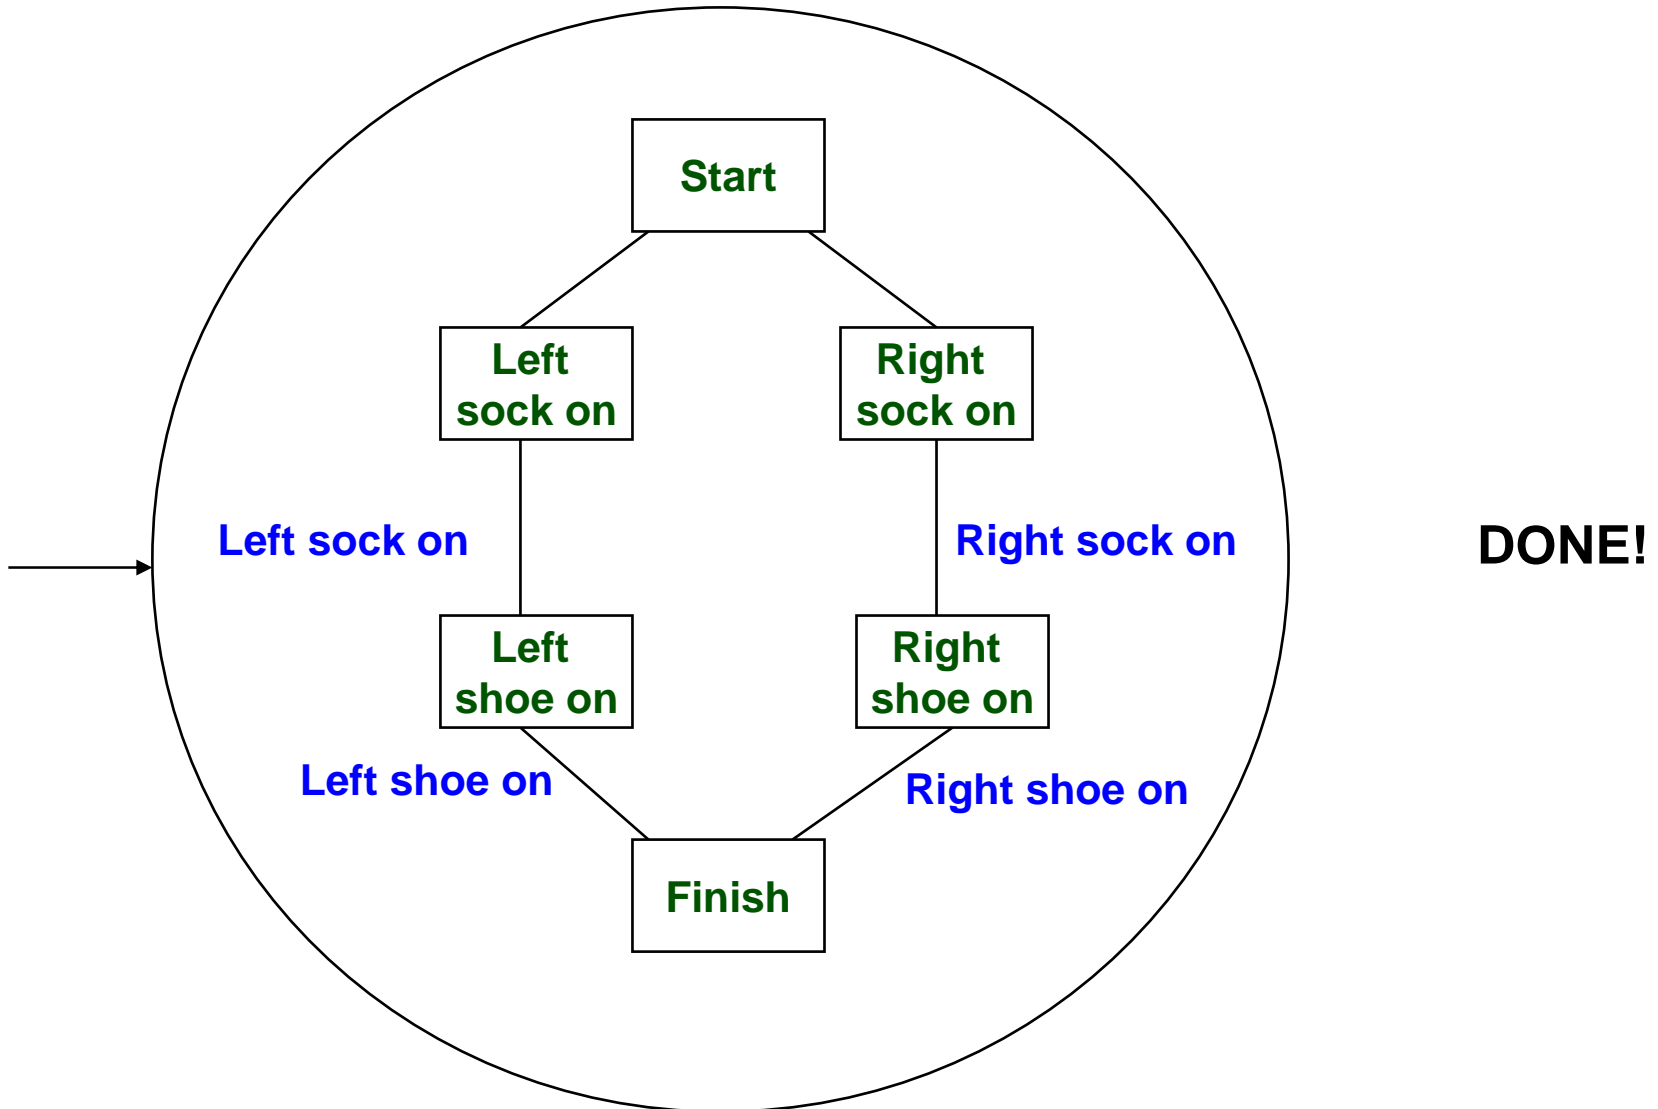 Start
Left
sock on
Right
sock on
Left sock on
Right sock on
DONE!
Left
shoe on
Right
shoe on
Left shoe on
Right shoe on
Finish